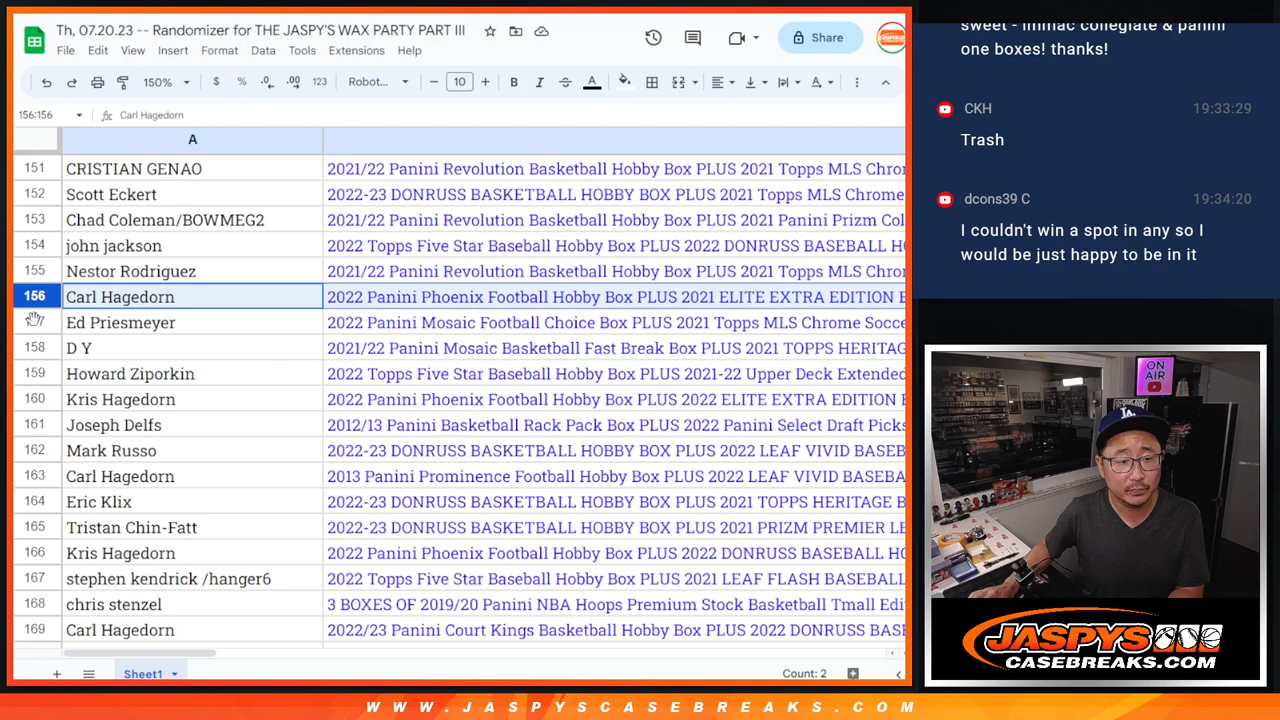 Th, 07.20.23 -- Randomizer for THE JASPY'S WAX PARTY PART III
File Edit View Insert Format Data Tools Extensions Help
Share
150% $ % .0 .00 123 Robot... − 10 + B I A
156:156 fx Carl Hagedorn
A
151 CRISTIAN GENAO 2021/22 Panini Revolution Basketball Hobby Box PLUS 2021 Topps MLS Chror
152 Scott Eckert 2022-23 DONRUSS BASKETBALL HOBBY BOX PLUS 2021 Topps MLS Chrome
153 Chad Coleman/BOWMEG2 2021/22 Panini Revolution Basketball Hobby Box PLUS 2021 Panini Prizm Col
154 john jackson 2022 Topps Five Star Baseball Hobby Box PLUS 2022 DONRUSS BASEBALL HO
155 Nestor Rodriguez 2021/22 Panini Revolution Basketball Hobby Box PLUS 2021 Topps MLS Chror
156 Carl Hagedorn 2022 Panini Phoenix Football Hobby Box PLUS 2021 ELITE EXTRA EDITION B
Ed Priesmeyer 2022 Panini Mosaic Football Choice Box PLUS 2021 Topps MLS Chrome Socce
158 D Y 2021/22 Panini Mosaic Basketball Fast Break Box PLUS 2021 TOPPS HERITAGE
159 Howard Ziporkin 2022 Topps Five Star Baseball Hobby Box PLUS 2021-22 Upper Deck Extended
160 Kris Hagedorn 2022 Panini Phoenix Football Hobby Box PLUS 2022 ELITE EXTRA EDITION B
161 Joseph Delfs 2012/13 Panini Basketball Rack Pack Box PLUS 2022 Panini Select Draft Picks
162 Mark Russo 2022-23 DONRUSS BASKETBALL HOBBY BOX PLUS 2022 LEAF VIVID BASEB
163 Carl Hagedorn 2013 Panini Prominence Football Hobby Box PLUS 2022 LEAF VIVID BASEBA
164 Eric Klix 2022-23 DONRUSS BASKETBALL HOBBY BOX PLUS 2021 TOPPS HERITAGE B
165 Tristan Chin-Fatt 2022-23 DONRUSS BASKETBALL HOBBY BOX PLUS 2021 PRIZM PREMIER LE
166 Kris Hagedorn 2022 Panini Phoenix Football Hobby Box PLUS 2022 DONRUSS BASEBALL HO
167 stephen kendrick /hanger6 2022 Topps Five Star Baseball Hobby Box PLUS 2021 LEAF FLASH BASEBALL
168 chris stenzel 3 BOXES OF 2019/20 Panini NBA Hoops Premium Stock Basketball Tmall Edi
169 Carl Hagedorn 2022/23 Panini Court Kings Basketball Hobby Box PLUS 2022 DONRUSS BASE
Sheet1 Count: 2
sweet - immac collegiate & panini
one boxes! thanks!
CKH 19:33:29
Trash
dcons39 C 19:34:20
I couldn't win a spot in any so I
would be just happy to be in it
ON
AIR
LA
JASPYS
CASEBREAKS.COM
WWW.JASPYSCASEBREAKS.COM